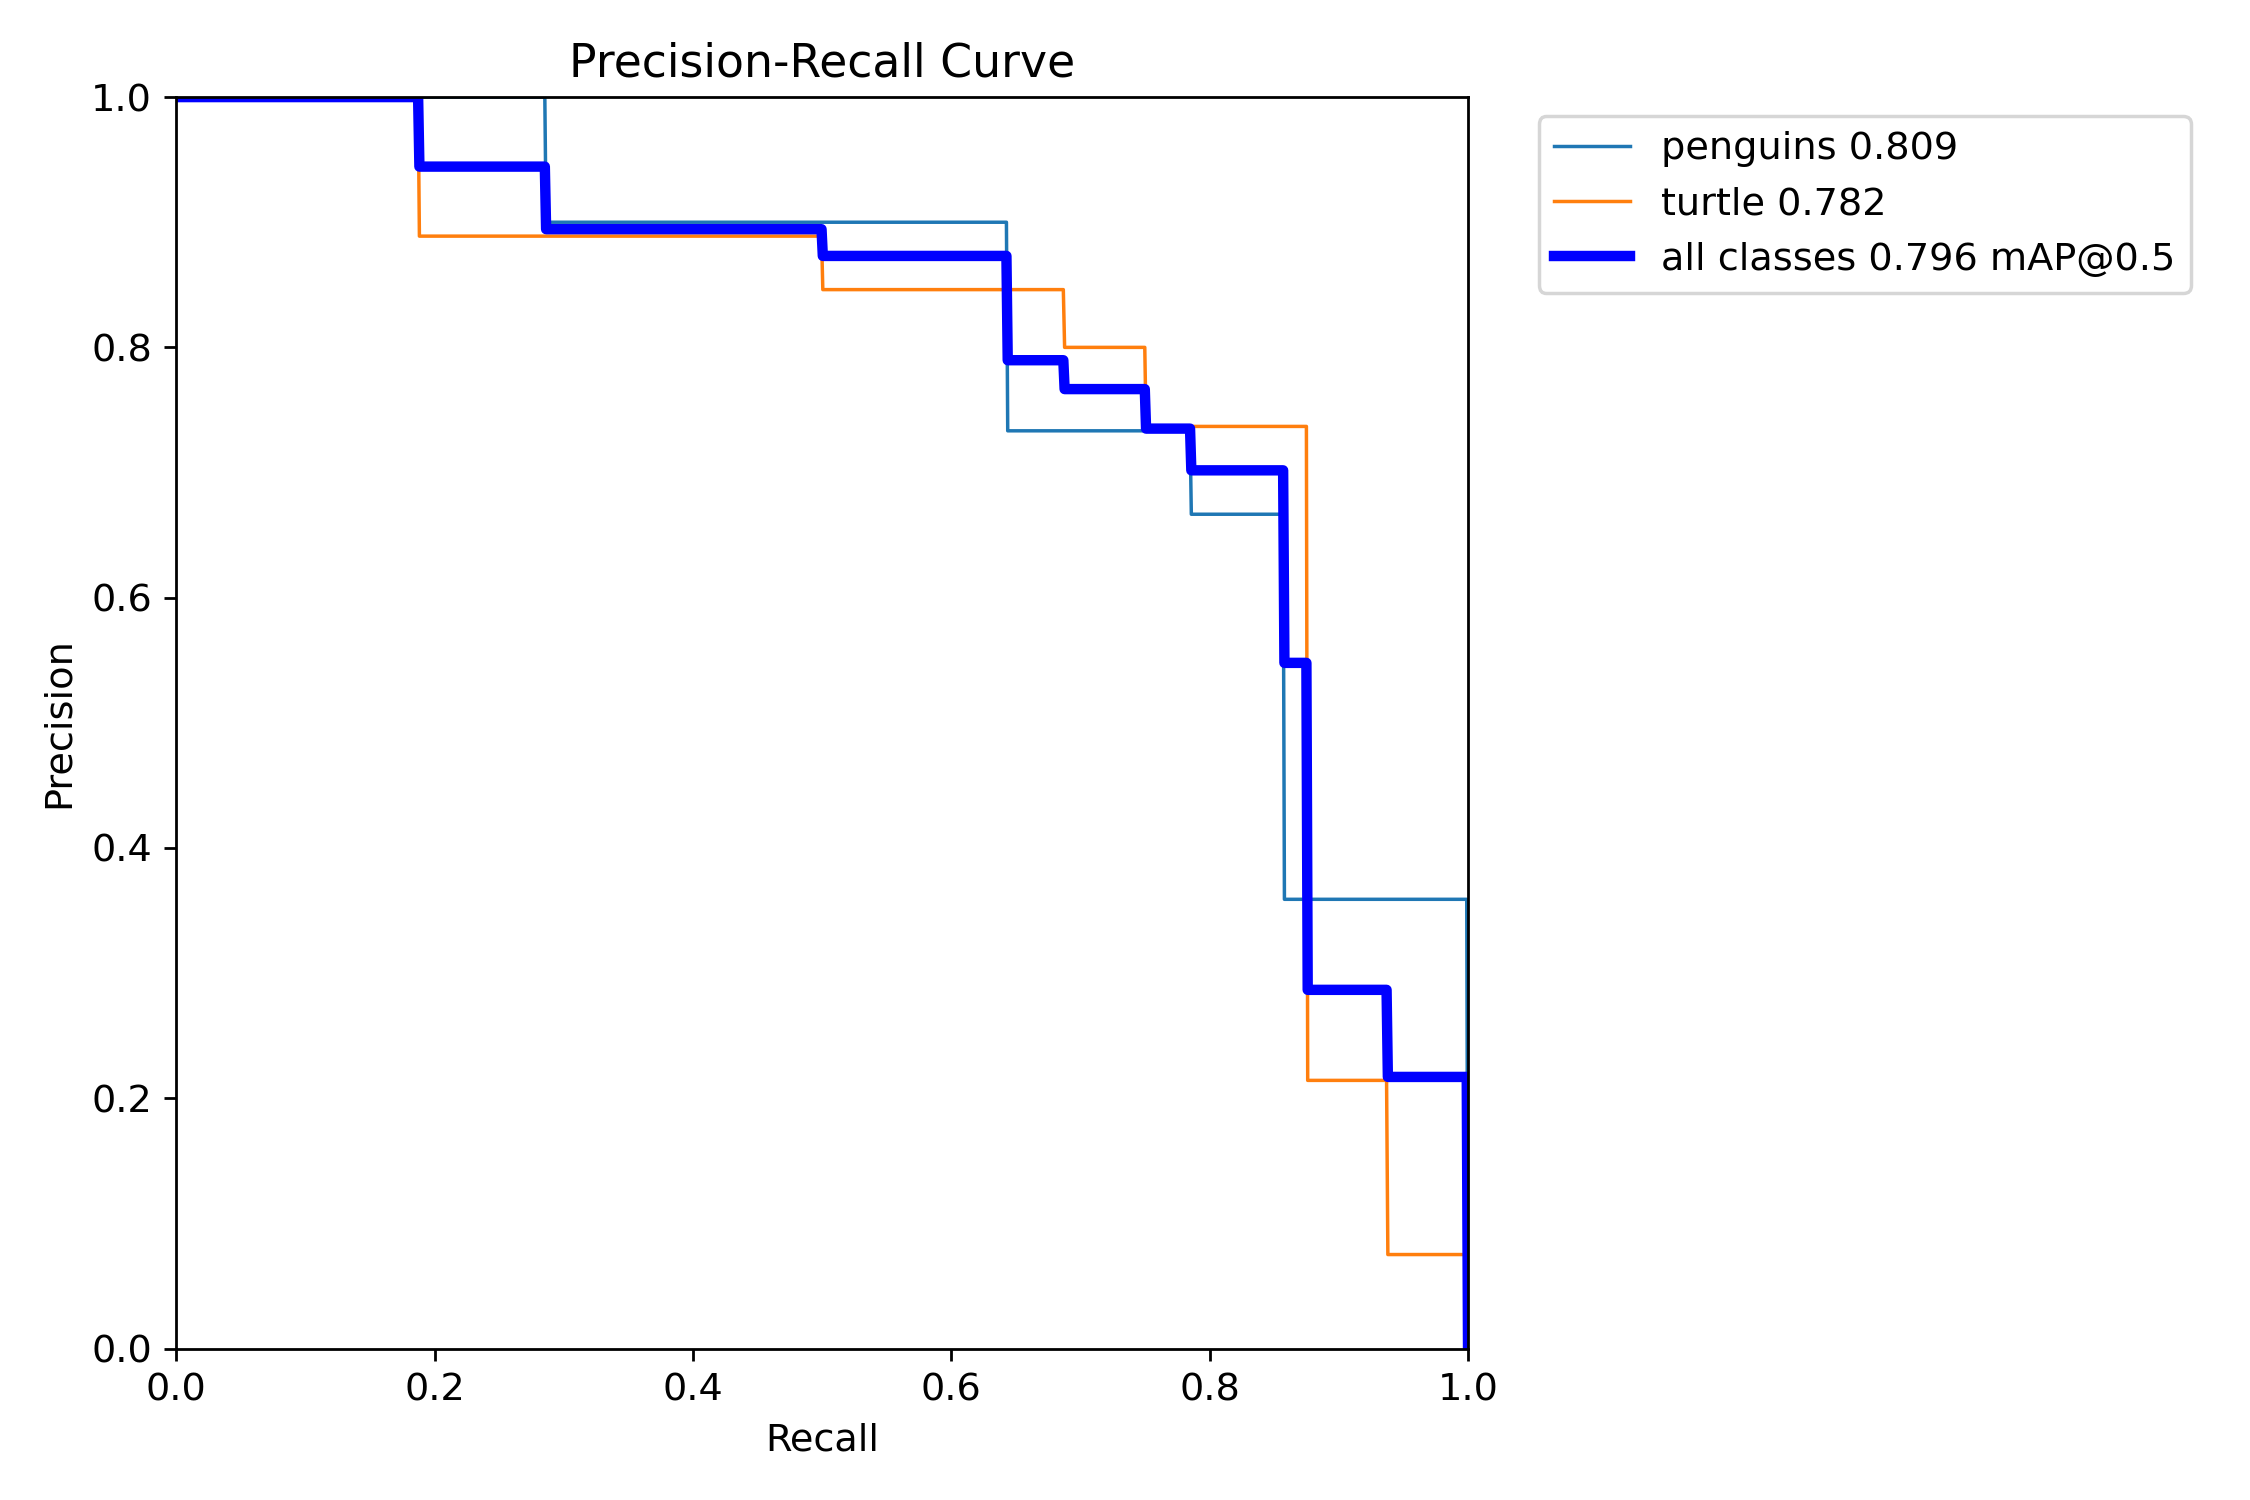 Precision-Recall Curve
penguins 0.809
turtle 0.782
all classes 0.796 mAP@0.5
Precision
1.0
0.8
0.6
0.4
0.2
0.0
0.0 0.2 0.4 0.6 0.8 1.0
Recall